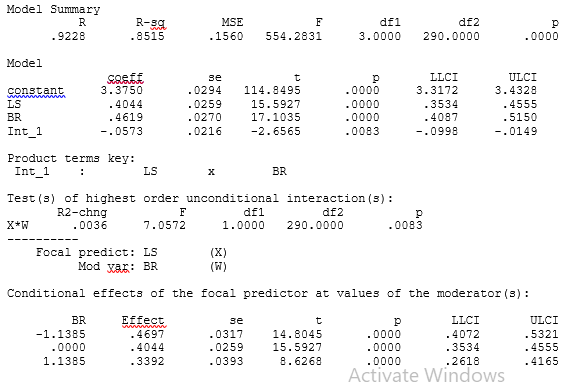 Model Summary
R R-sq MSE F df1 df2 p
.9228 .8515 .1560 554.2831 3.0000 290.0000 .0000
Model
coeff se t p LLCI ULCI
constant 3.3750 .0294 114.8495 .0000 3.3172 3.4328
LS .4044 .0259 15.5927 .0000 .3534 .4555
BR .4619 .0270 17.1035 .0000 .4087 .5150
Int_1 -.0573 .0216 -2.6565 .0083 -.0998 -.0149
Product terms key:
Int_1 : LS x BR
Test(s) of highest order unconditional interaction(s):
R2-chng F df1 df2 p
X*W .0036 7.0572 1.0000 290.0000 .0083
----------
Focal predict: LS (X)
Mod var: BR (W)
Conditional effects of the focal predictor at values of the moderator(s):
BR Effect se t p LLCI ULCI
-1.1385 .4697 .0317 14.8045 .0000 .4072 .5321
.0000 .4044 .0259 15.5927 .0000 .3534 .4555
1.1385 .3392 .0393 8.6268 .0000 .2618 .4165
Activate Windows